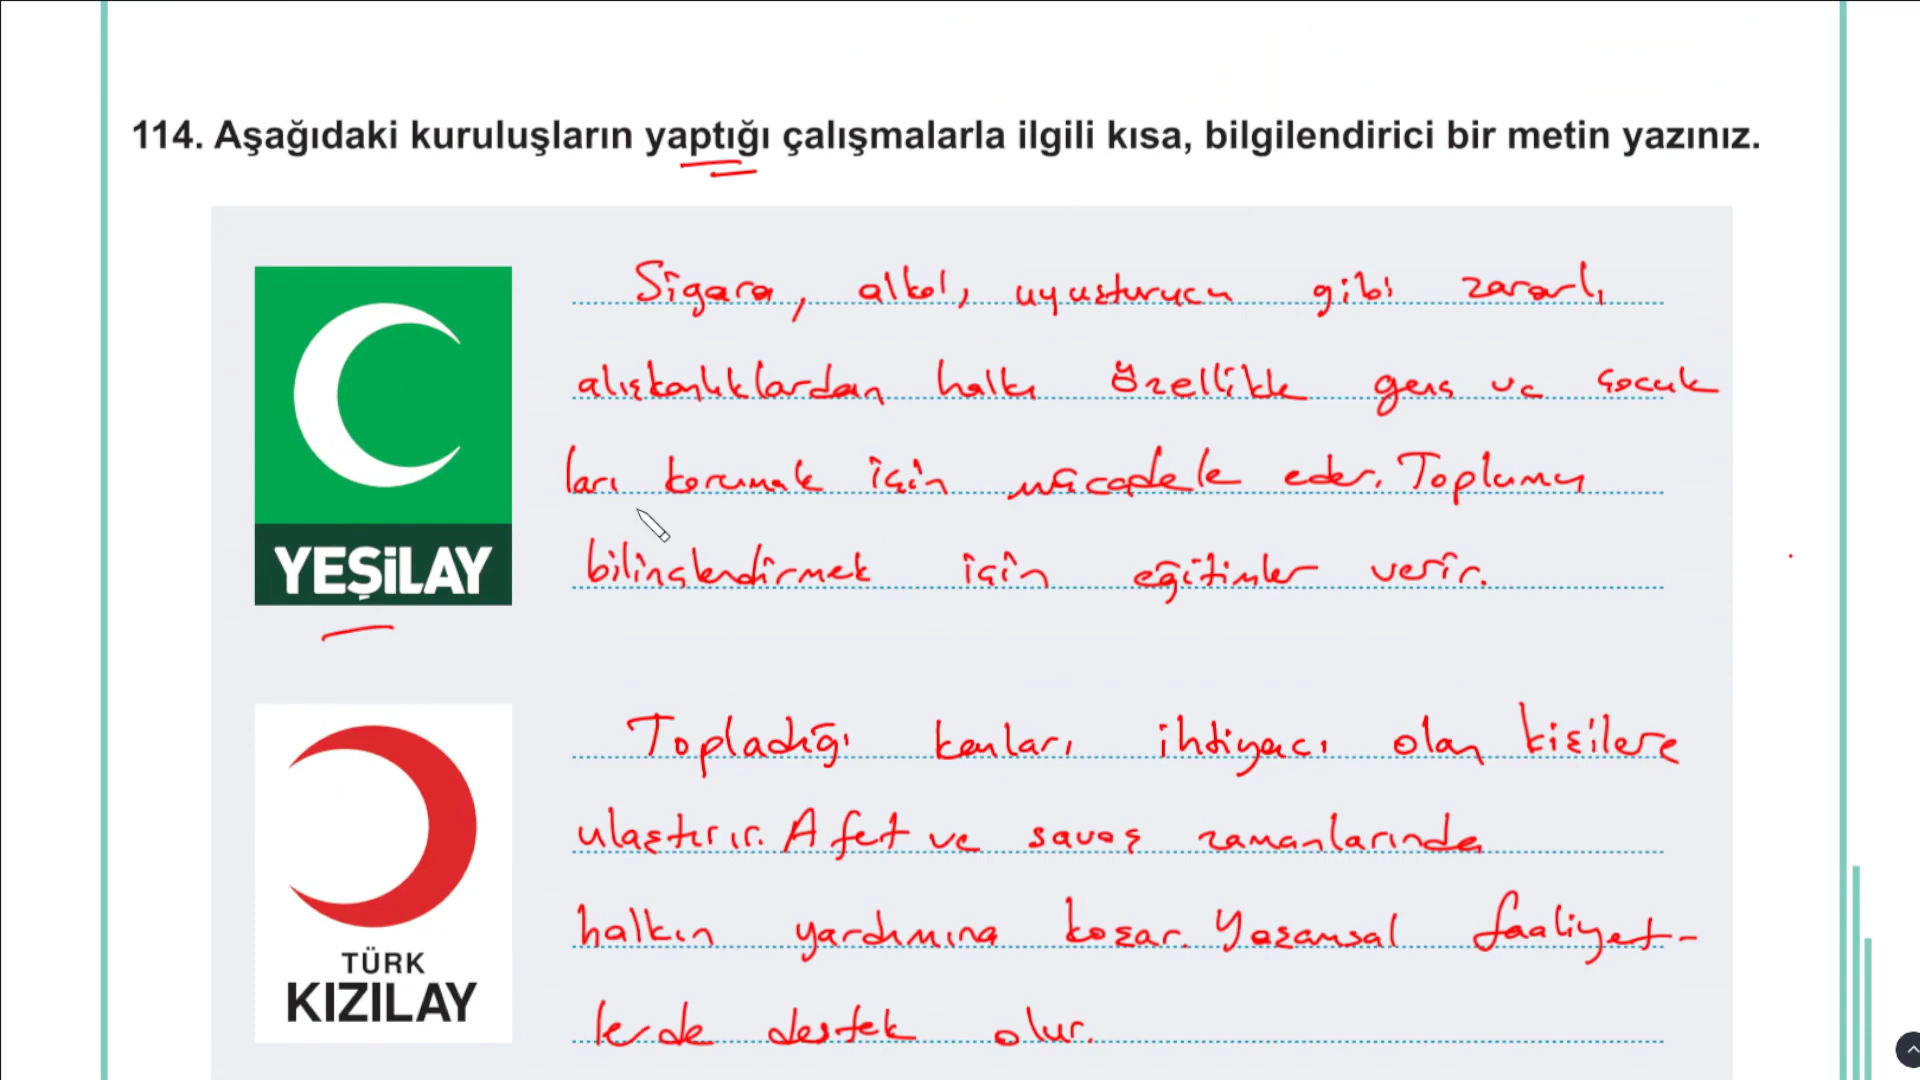 114. Aşağıdaki kuruluşların yaptığı çalışmalarla ilgili kısa, bilgilendirici bir metin yazınız.
Sigara, alkol, uyuşturucu gibi zararlı
alışkanlıklardan halkı özellikle genç ve çocuk
ları korumak için mücadele eder. Toplumu
bilinçlendirmek için eğitimler verir.
YEŞİLAY
Topladığı kanları ihtiyacı olan kişilere
ulaştırır. Afet ve savaş zamanlarında
halkın yardımına koşar. Yaşamsal faaliyet-
lerde destek olur.
TÜRK
KIZILAY